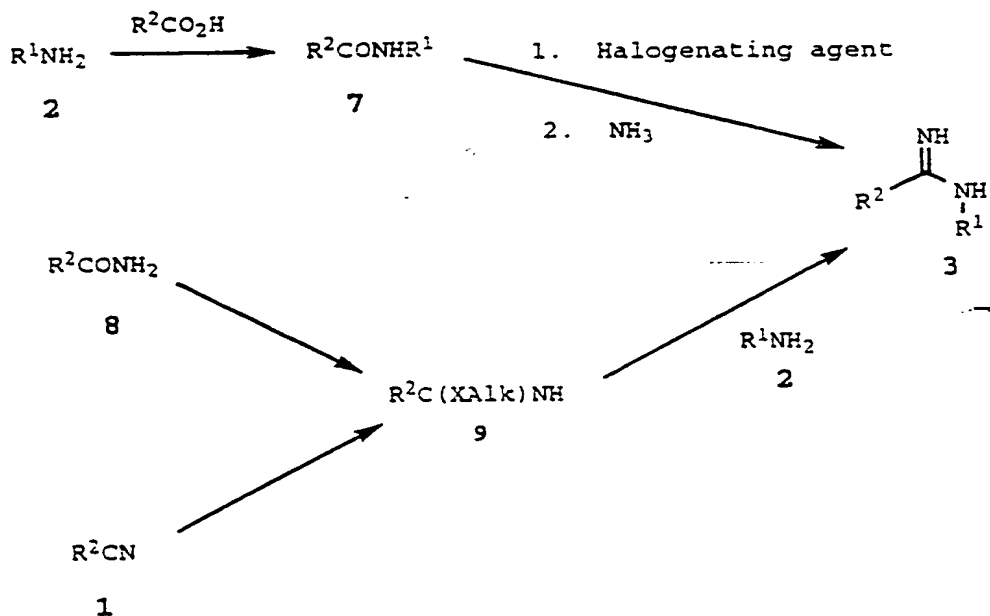 R²CO₂H
R¹NH₂
R²CONHR¹
1. Halogenating agent
2
7
2. NH₃
NH
R²
NH
R¹
3
R²CONH₂
8
R¹NH₂
2
R²C(XAlk)NH
9
R²CN
1